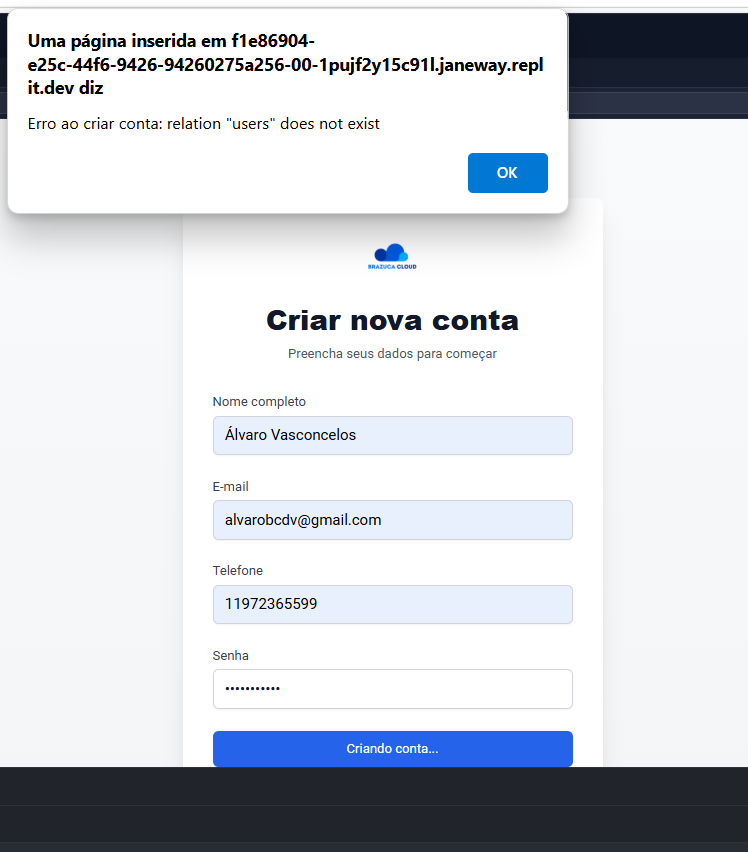 Uma página inserida em f1e86904-
e25c-44f6-9426-94260275a256-00-1pujf2y15c91l.janeway.repl
it.dev diz
Erro ao criar conta: relation "users" does not exist
OK
BRAZUCA CLOUD
Criar nova conta
Preencha seus dados para começar
Nome completo
Álvaro Vasconcelos
E-mail
alvarobcdv@gmail.com
Telefone
11972365599
Senha
•••••••••••
Criando conta...